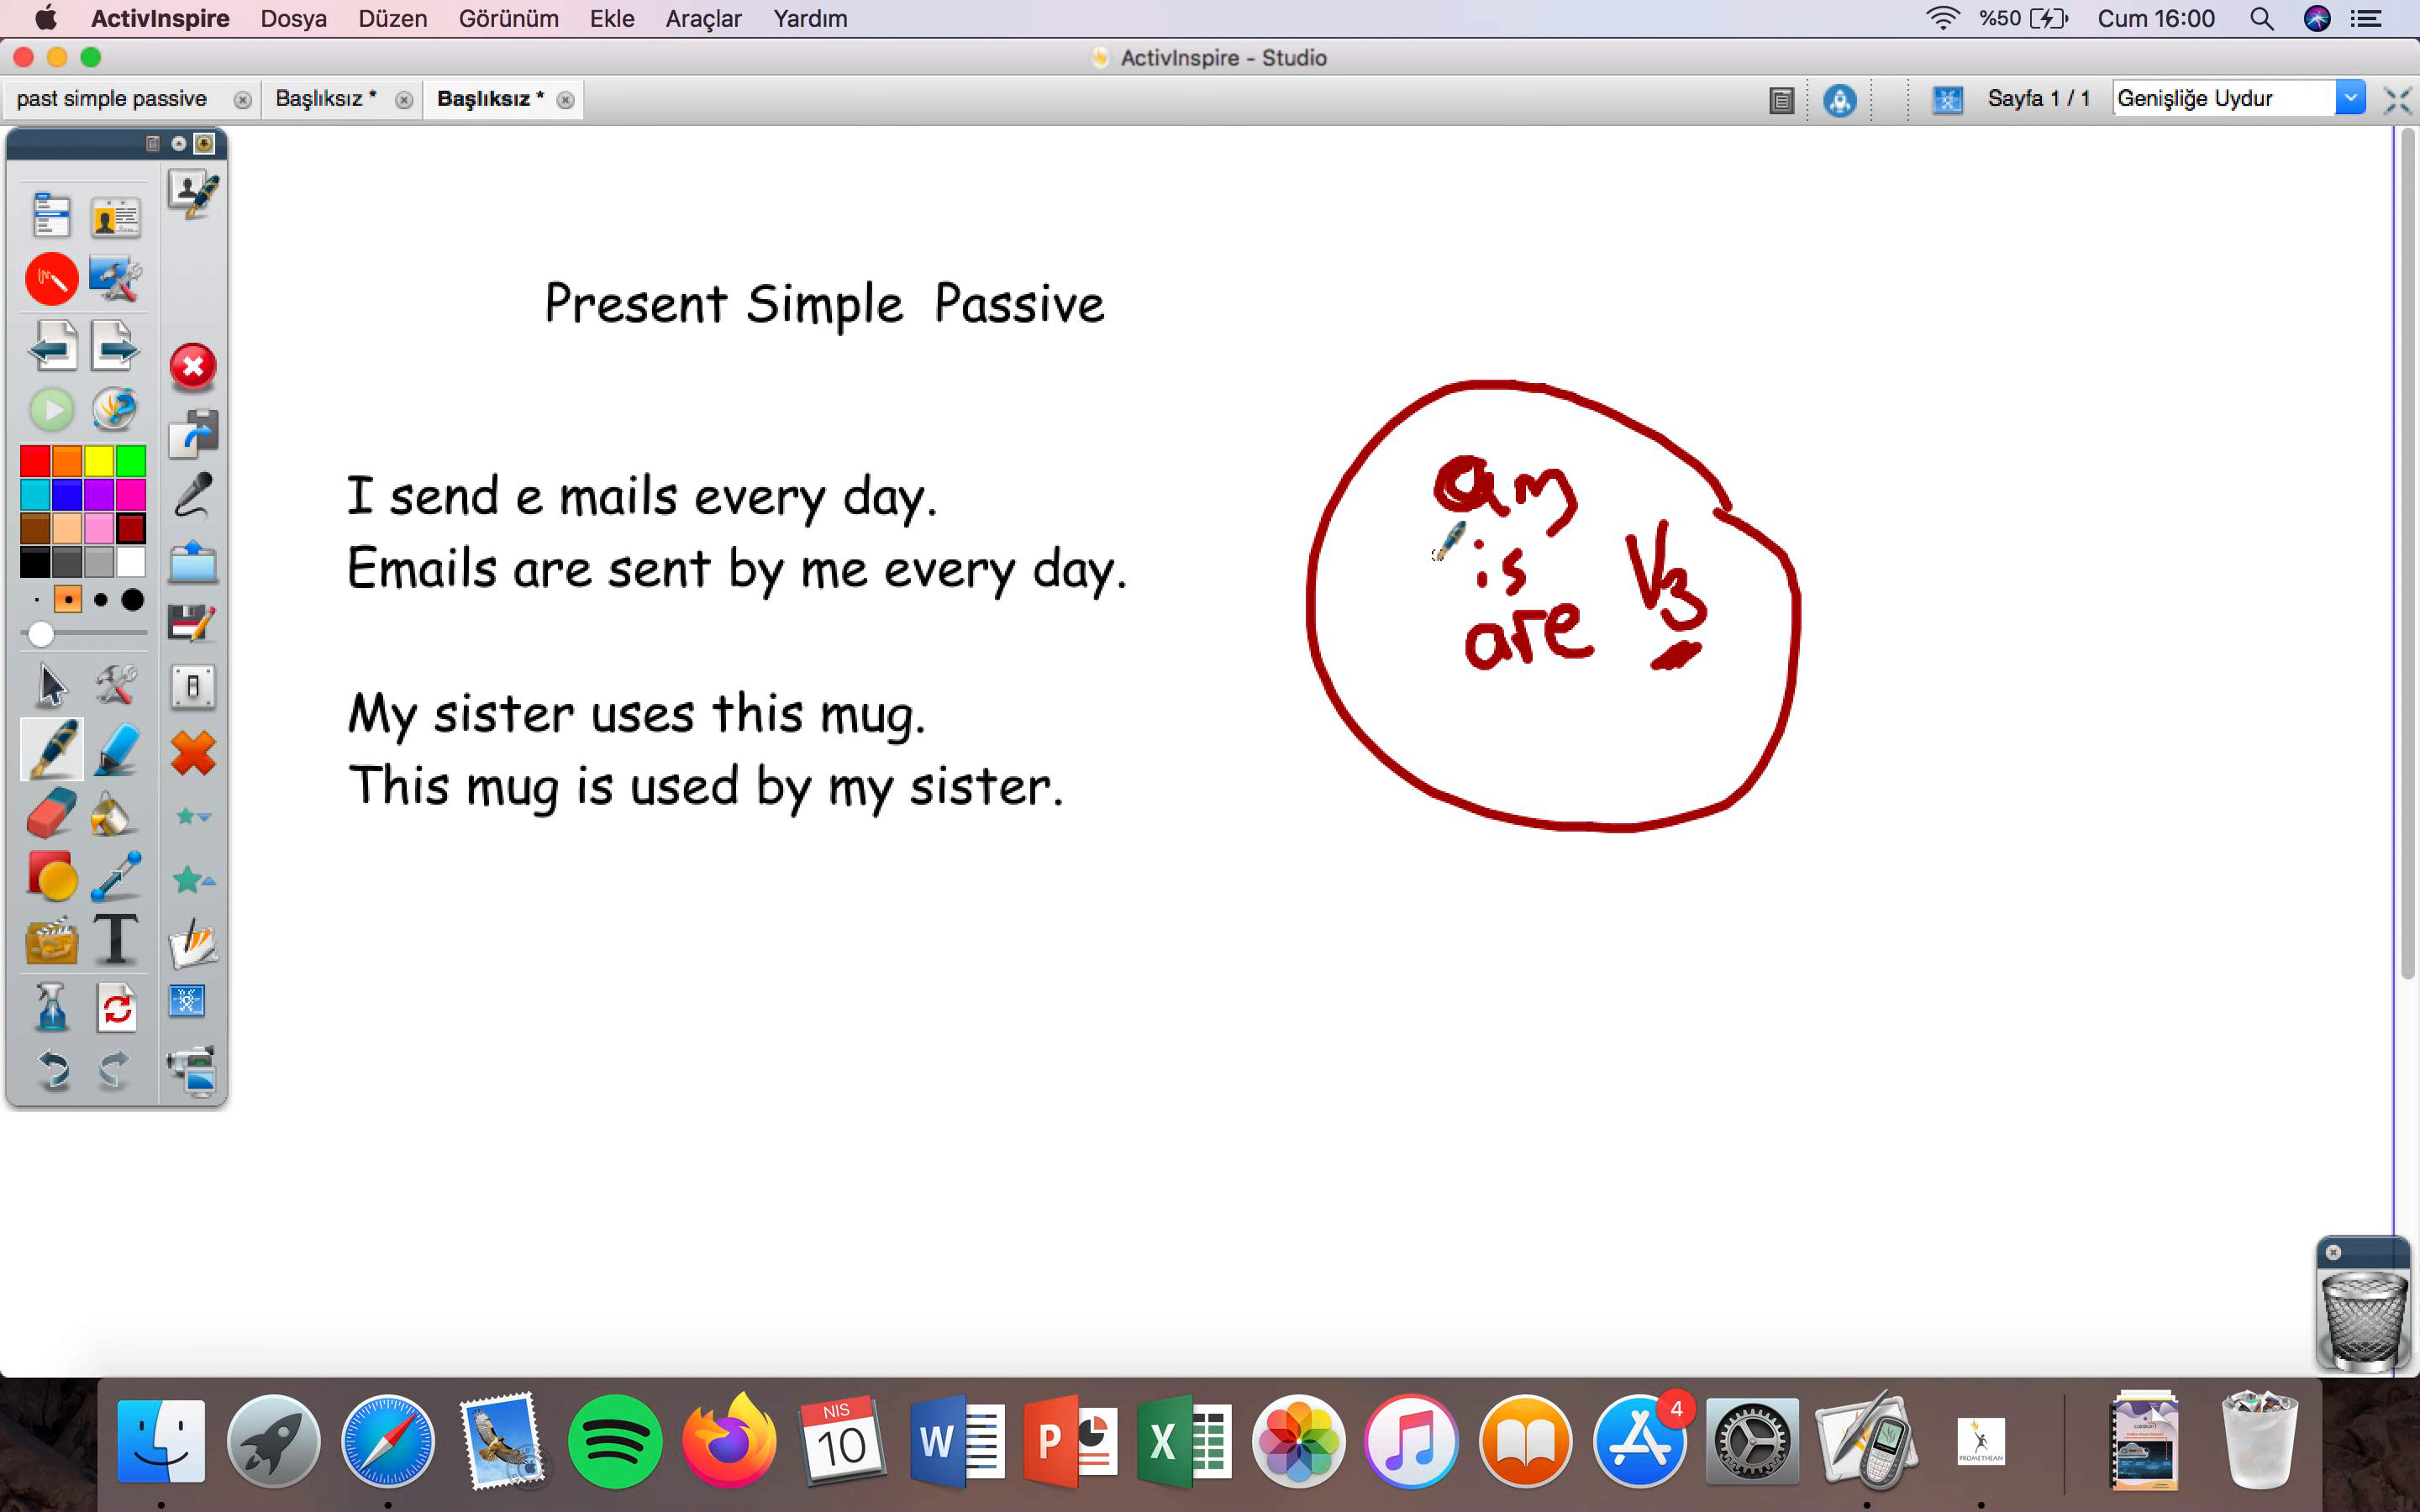 ActivInspire Dosya Düzen Görünüm Ekle Araçlar Yardım %50 Cum 16:00
ActivInspire - Studio
past simple passive Başlıksız * Başlıksız * Sayfa 1 / 1 Genişliğe Uydur
Present Simple Passive
I send e mails every day.
Emails are sent by me every day.
My sister uses this mug.
This mug is used by my sister.
am
is
are V3
T
NIS
10
W
P
X
4
PROMETHEAN